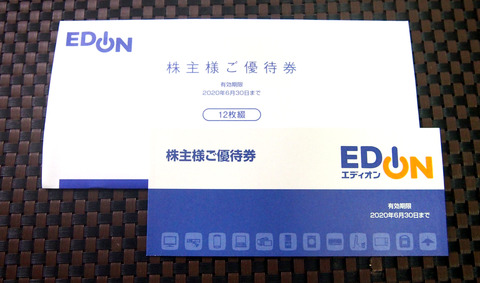 EDION
株主様ご優待券
有効期限
2020年6月30日まで
12枚組
株主様ご優待券
EDION
エディオン
有効期限
2020年6月30日まで